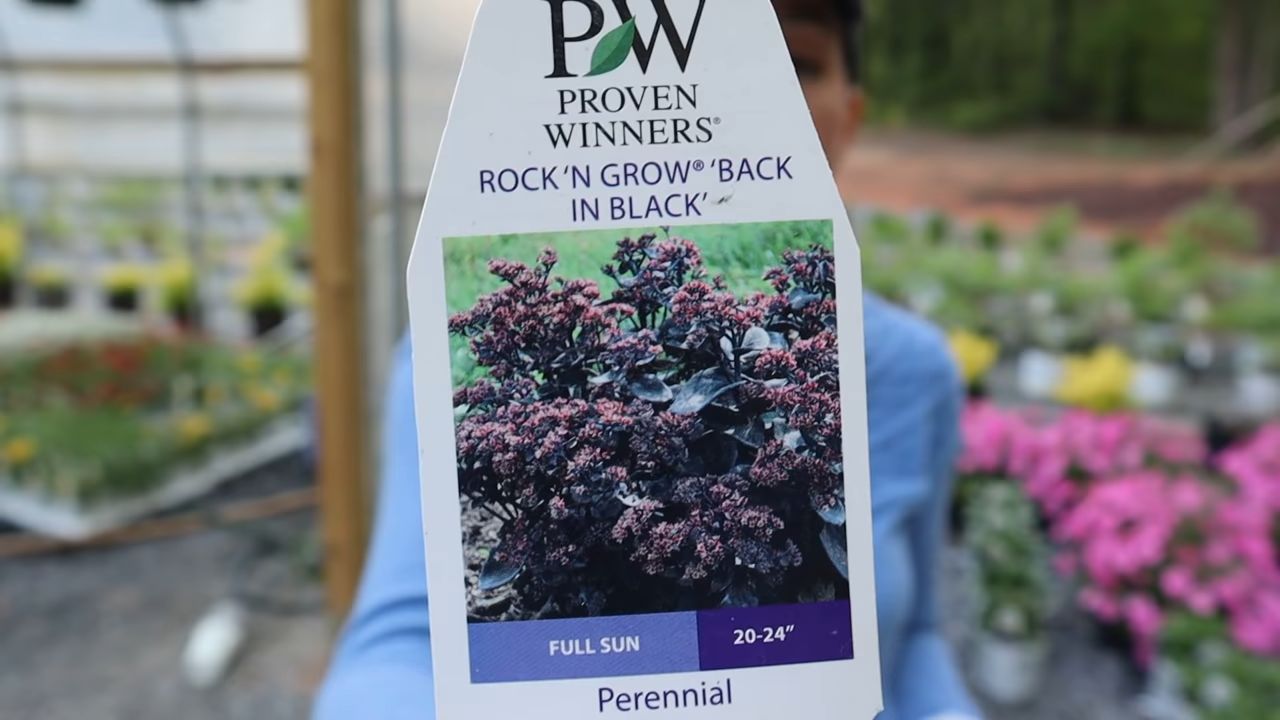 PW
PROVEN
WINNERS®
ROCK 'N GROW® 'BACK
IN BLACK'
FULL SUN
20-24"
Perennial